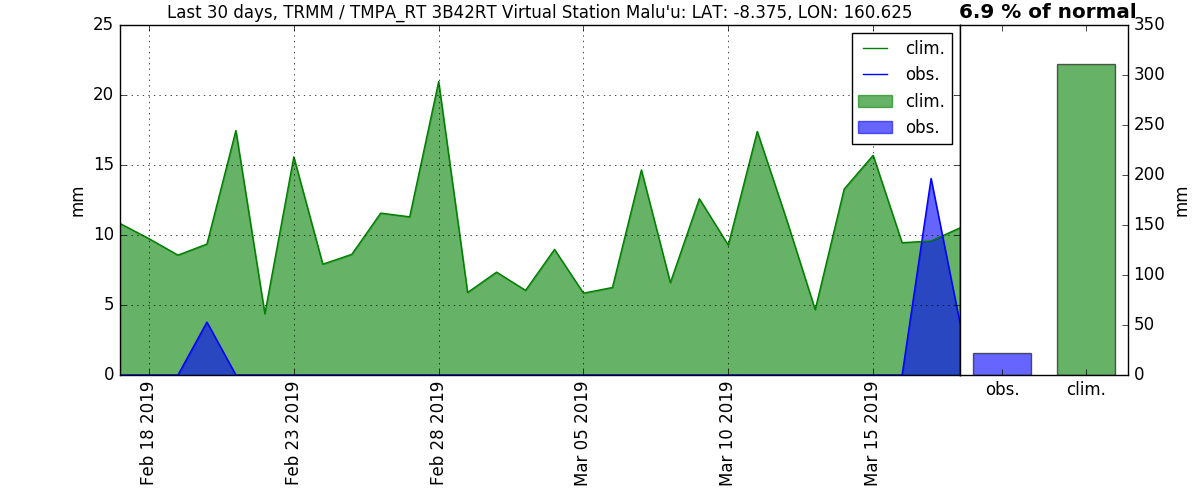 Last 30 days, TRMM / TMPA_RT 3B42RT Virtual Station Malu'u: LAT: -8.375, LON: 160.625
6.9 % of normal
25
20
15
10
5
0
mm
clim.
obs.
clim.
obs.
Feb 18 2019
Feb 23 2019
Feb 28 2019
Mar 05 2019
Mar 10 2019
Mar 15 2019
obs.
clim.
350
300
250
200
150
100
50
0
mm